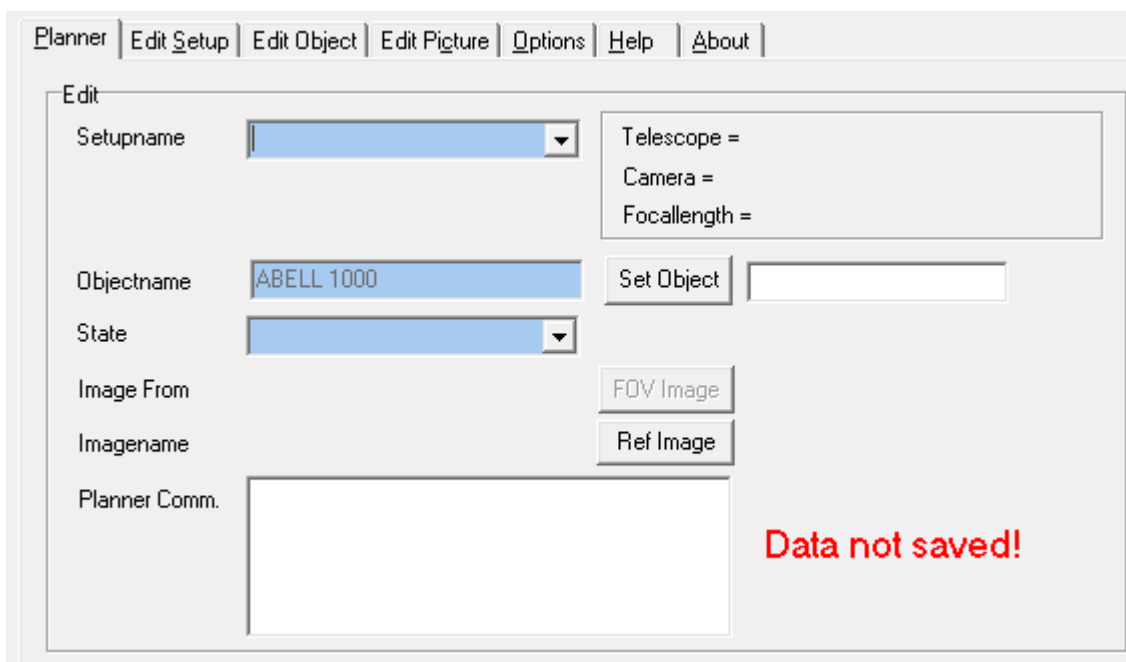 Planner Edit Setup Edit Object Edit Picture Options Help About
Edit
Setupname
Telescope =
Camera =
Focallength =
Objectname ABELL 1000 Set Object
State
Image From FOV Image
Imagename Ref Image
Planner Comm.
Data not saved!